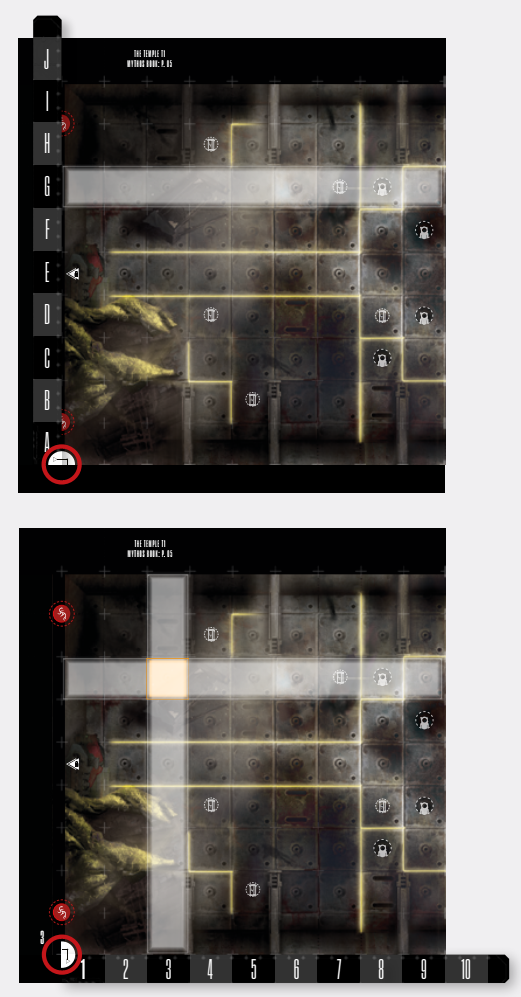 THE TEMPLE T1
MYTHOS BOOK: P. 05
J
I
H
G
F
E
D
C
B
A
THE TEMPLE T1
MYTHOS BOOK: P. 05
3
1 2 3 4 5 6 7 8 9 10